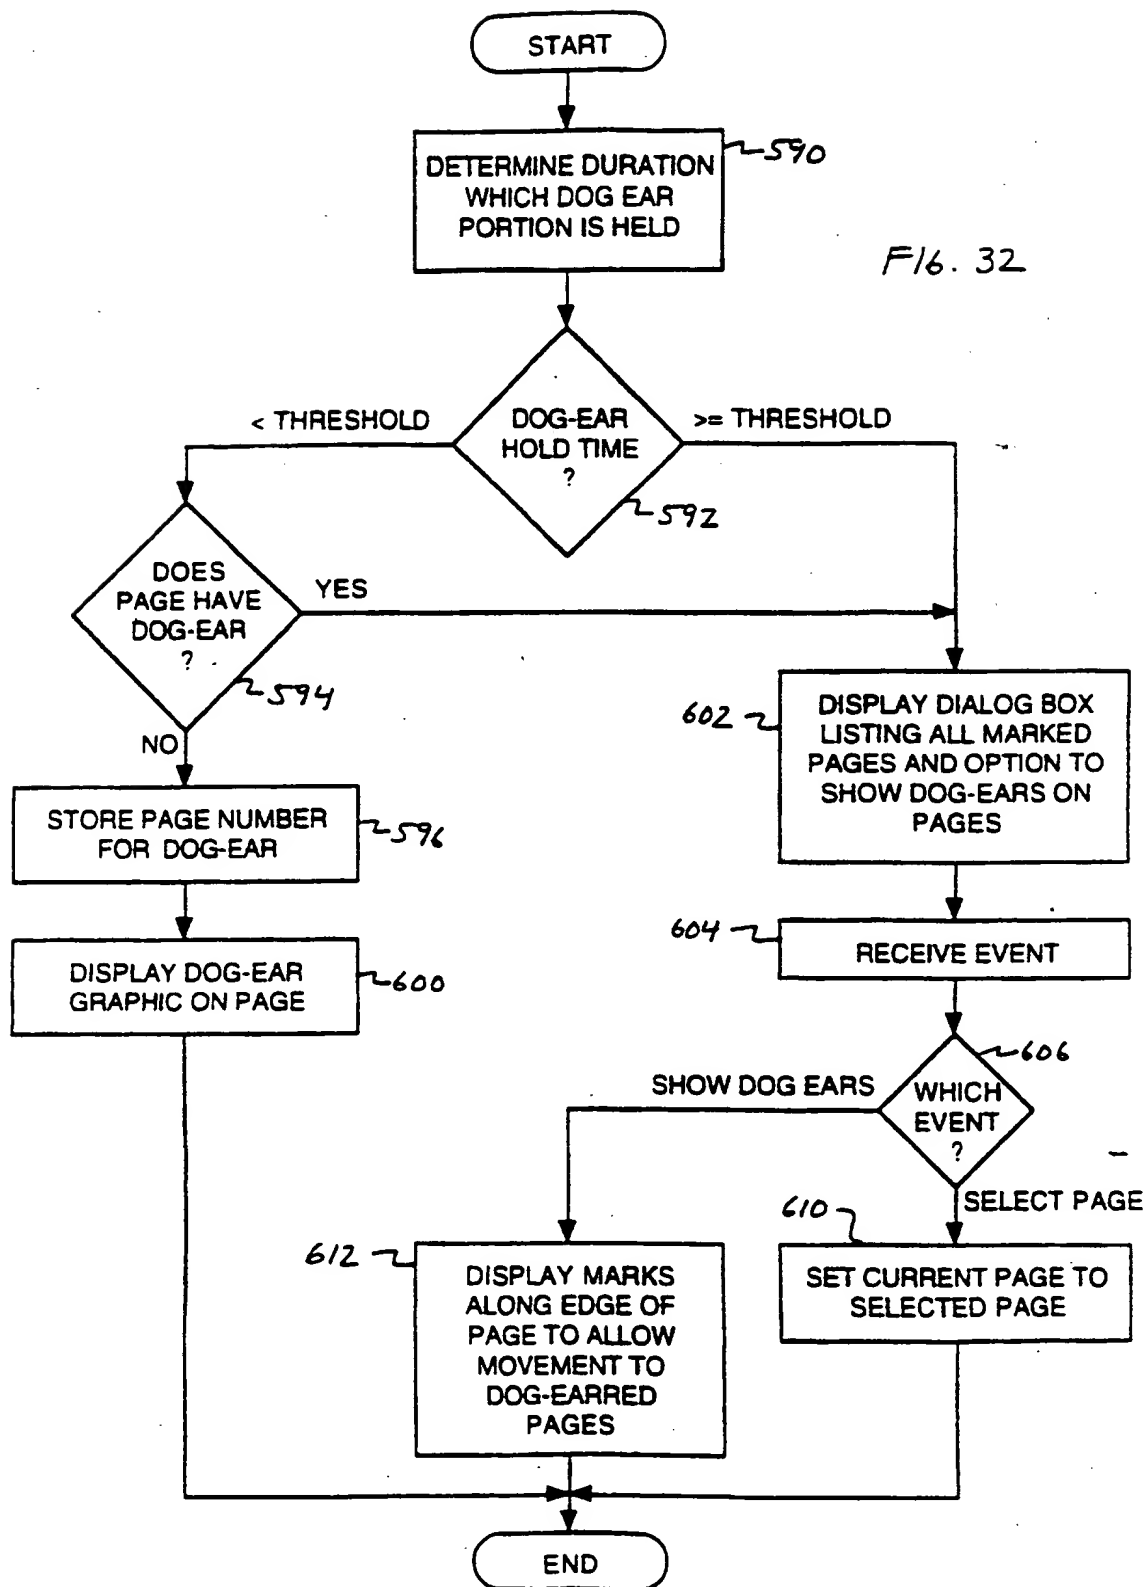 START
DETERMINE DURATION
WHICH DOG EAR
PORTION IS HELD
590
FIG. 32
< THRESHOLD
DOG-EAR
HOLD TIME
?
>= THRESHOLD
592
DOES
PAGE HAVE
DOG-EAR
?
YES
594
NO
STORE PAGE NUMBER
FOR DOG-EAR
596
DISPLAY DOG-EAR
GRAPHIC ON PAGE
600
602
DISPLAY DIALOG BOX
LISTING ALL MARKED
PAGES AND OPTION TO
SHOW DOG-EARS ON
PAGES
604
RECEIVE EVENT
606
SHOW DOG EARS
WHICH
EVENT
?
SELECT PAGE
610
SET CURRENT PAGE TO
SELECTED PAGE
612
DISPLAY MARKS
ALONG EDGE OF
PAGE TO ALLOW
MOVEMENT TO
DOG-EARRED
PAGES
END